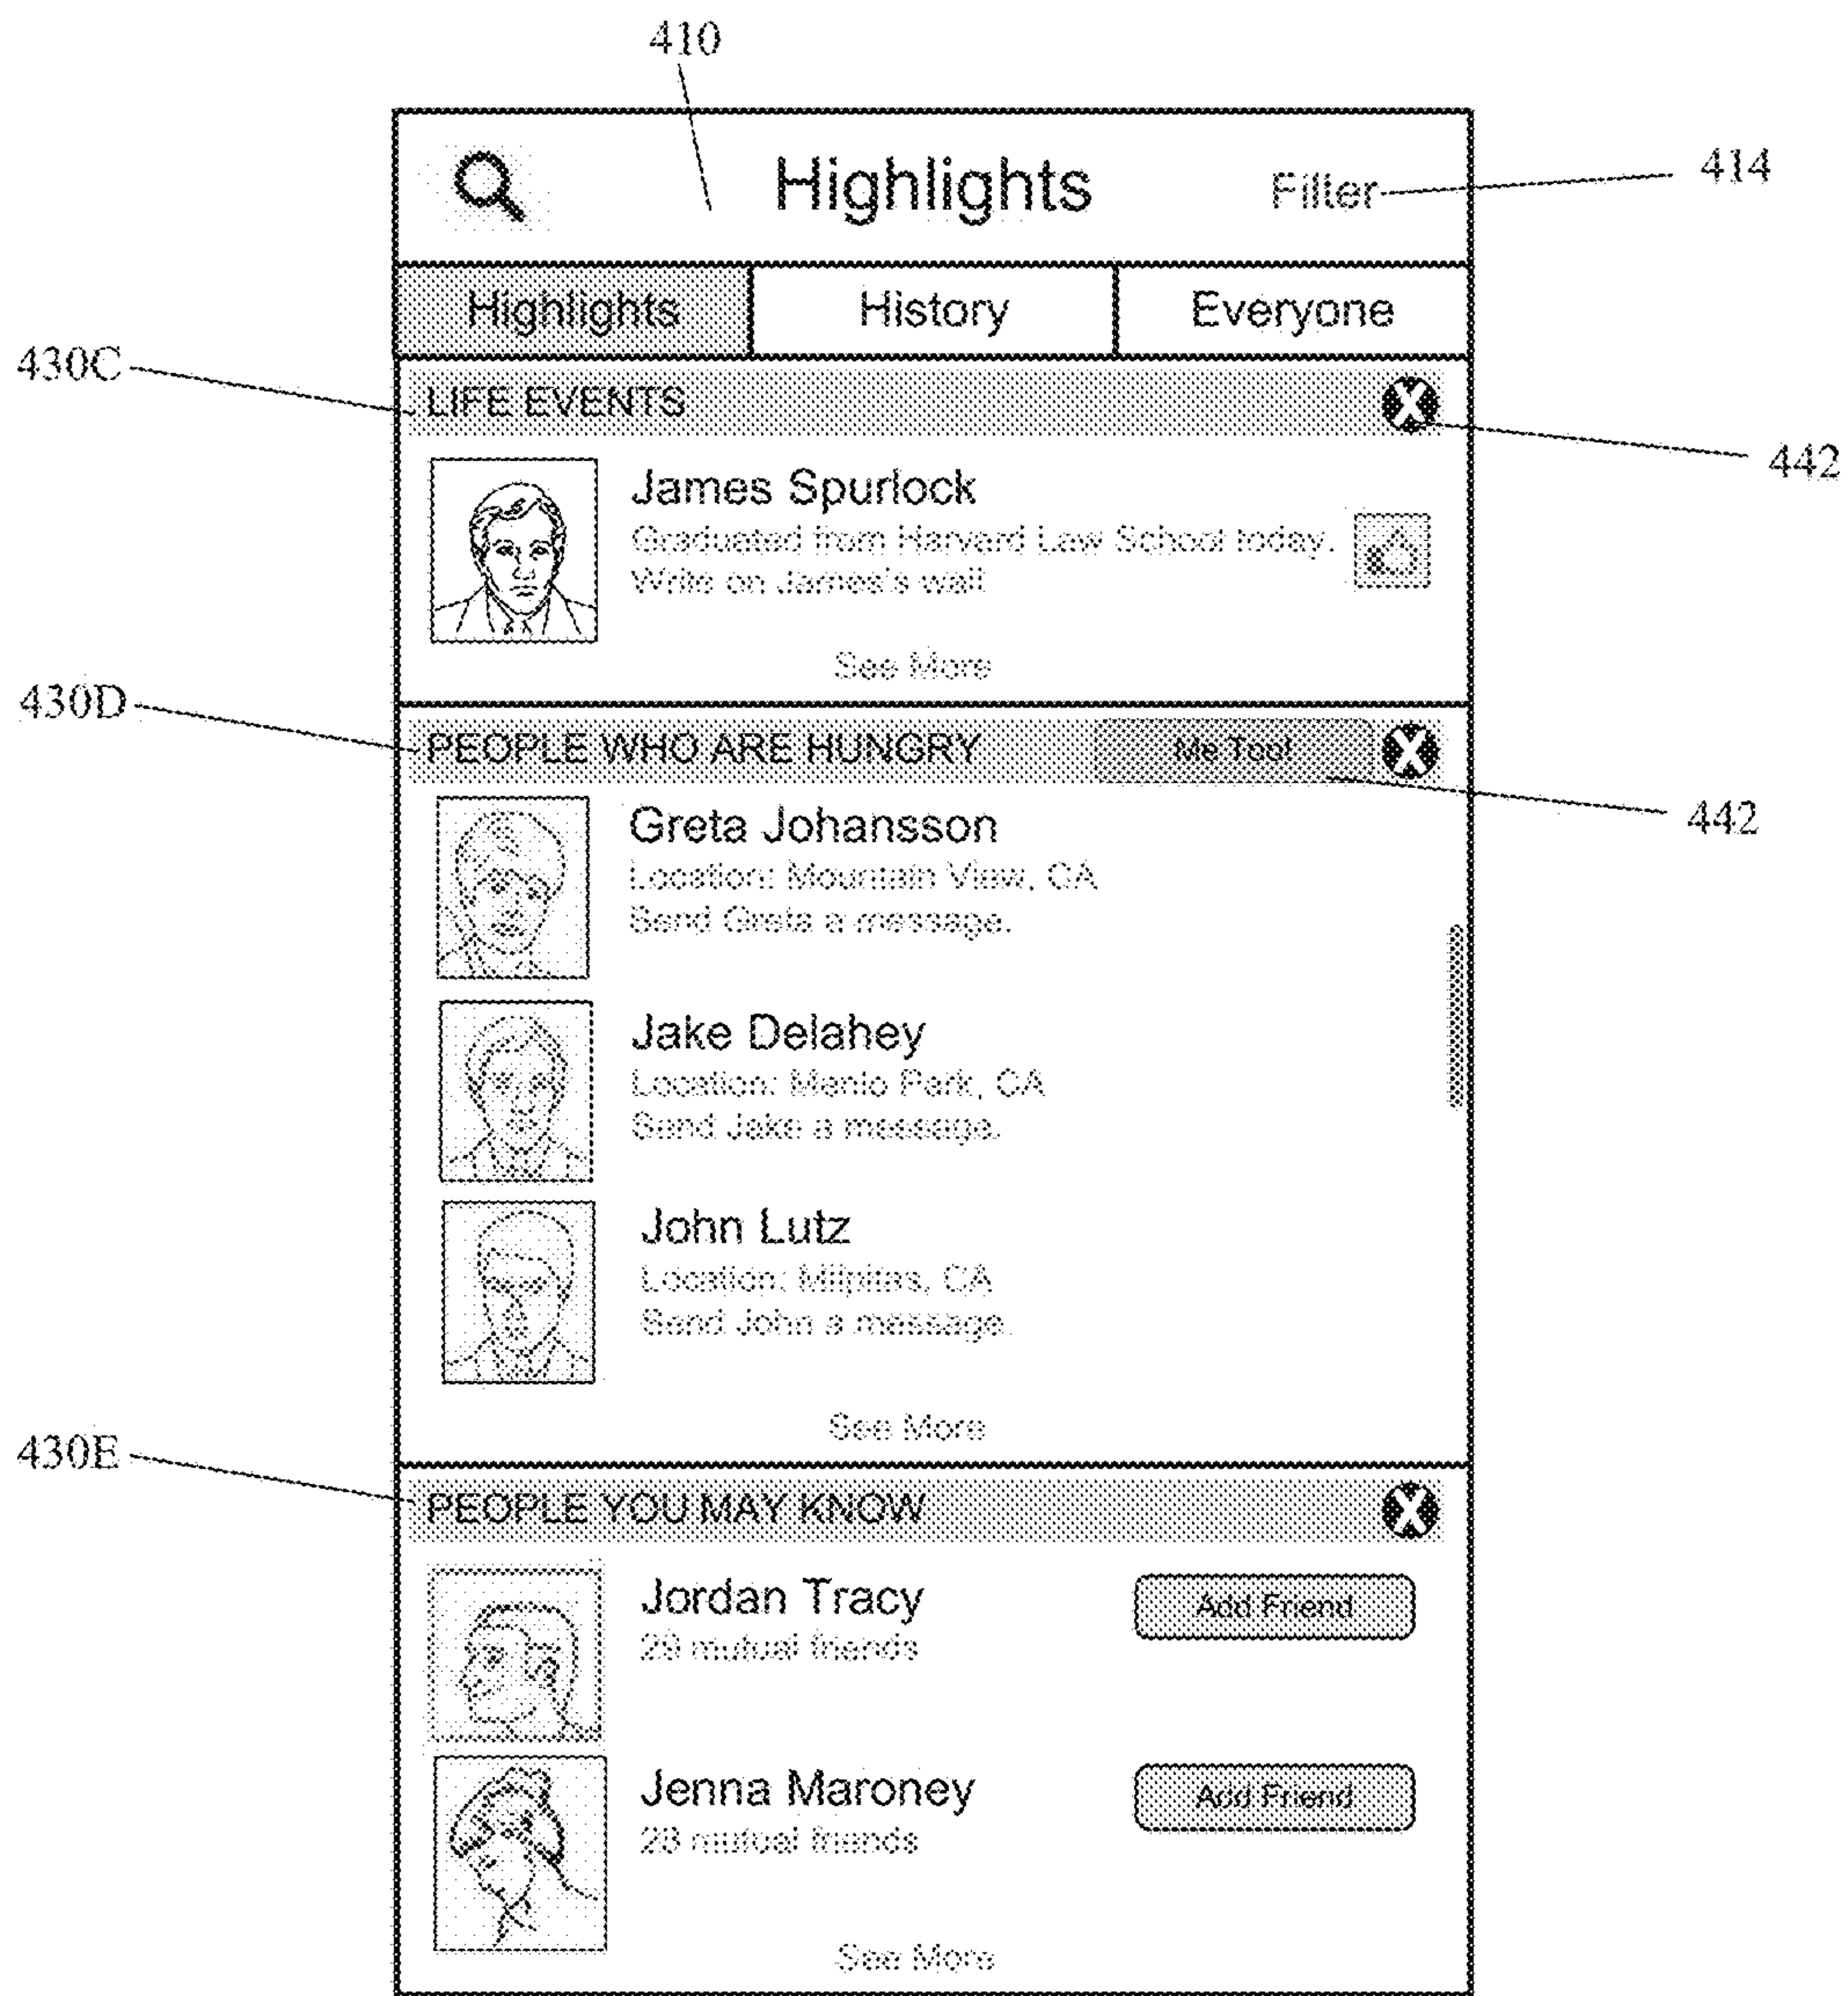 410
Highlights
Filter
414
Highlights
History
Everyone
430C
LIFE EVENTS
X
442
James Spurlock
Graduated from Harvard Law School today.
Write on James's wall
See More
430D
PEOPLE WHO ARE HUNGRY
Me Too!
X
442
Greta Johansson
Location: Mountain View, CA
Send Greta a message.
Jake Delahey
Location: Menlo Park, CA
Send Jake a message.
John Lutz
Location: Milpitas, CA
Send John a message.
See More
430E
PEOPLE YOU MAY KNOW
X
Jordan Tracy
Add Friend
29 mutual friends
Jenna Maroney
Add Friend
28 mutual friends
See More